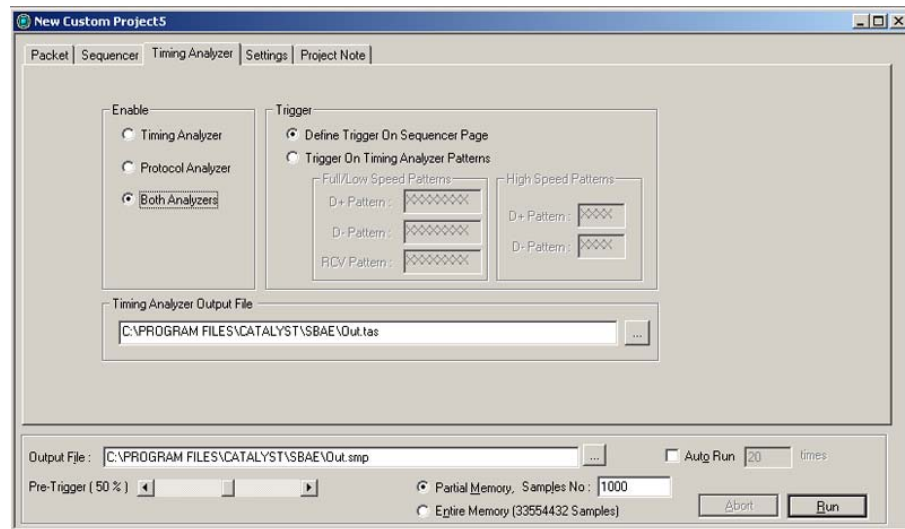 New Custom Project5
Packet Sequencer Timing Analyzer Settings Project Note
Enable
Timing Analyzer
Protocol Analyzer
Both Analyzers
Trigger
Define Trigger On Sequencer Page
Trigger On Timing Analyzer Patterns
Full/Low Speed Patterns
D+ Pattern : XXXXXXXX
D- Pattern : XXXXXXXX
RCV Pattern : XXXXXXXX
High Speed Patterns
D+ Pattern : XXXX
D- Pattern : XXXX
Timing Analyzer Output File
C:\PROGRAM FILES\CATALYST\SBAE\Out.tas ...
Output File : C:\PROGRAM FILES\CATALYST\SBAE\Out.smp ... Auto Run 20 times
Pre-Trigger ( 50 % ) Partial Memory, Samples No : 1000
Entire Memory (33554432 Samples) Abort Run